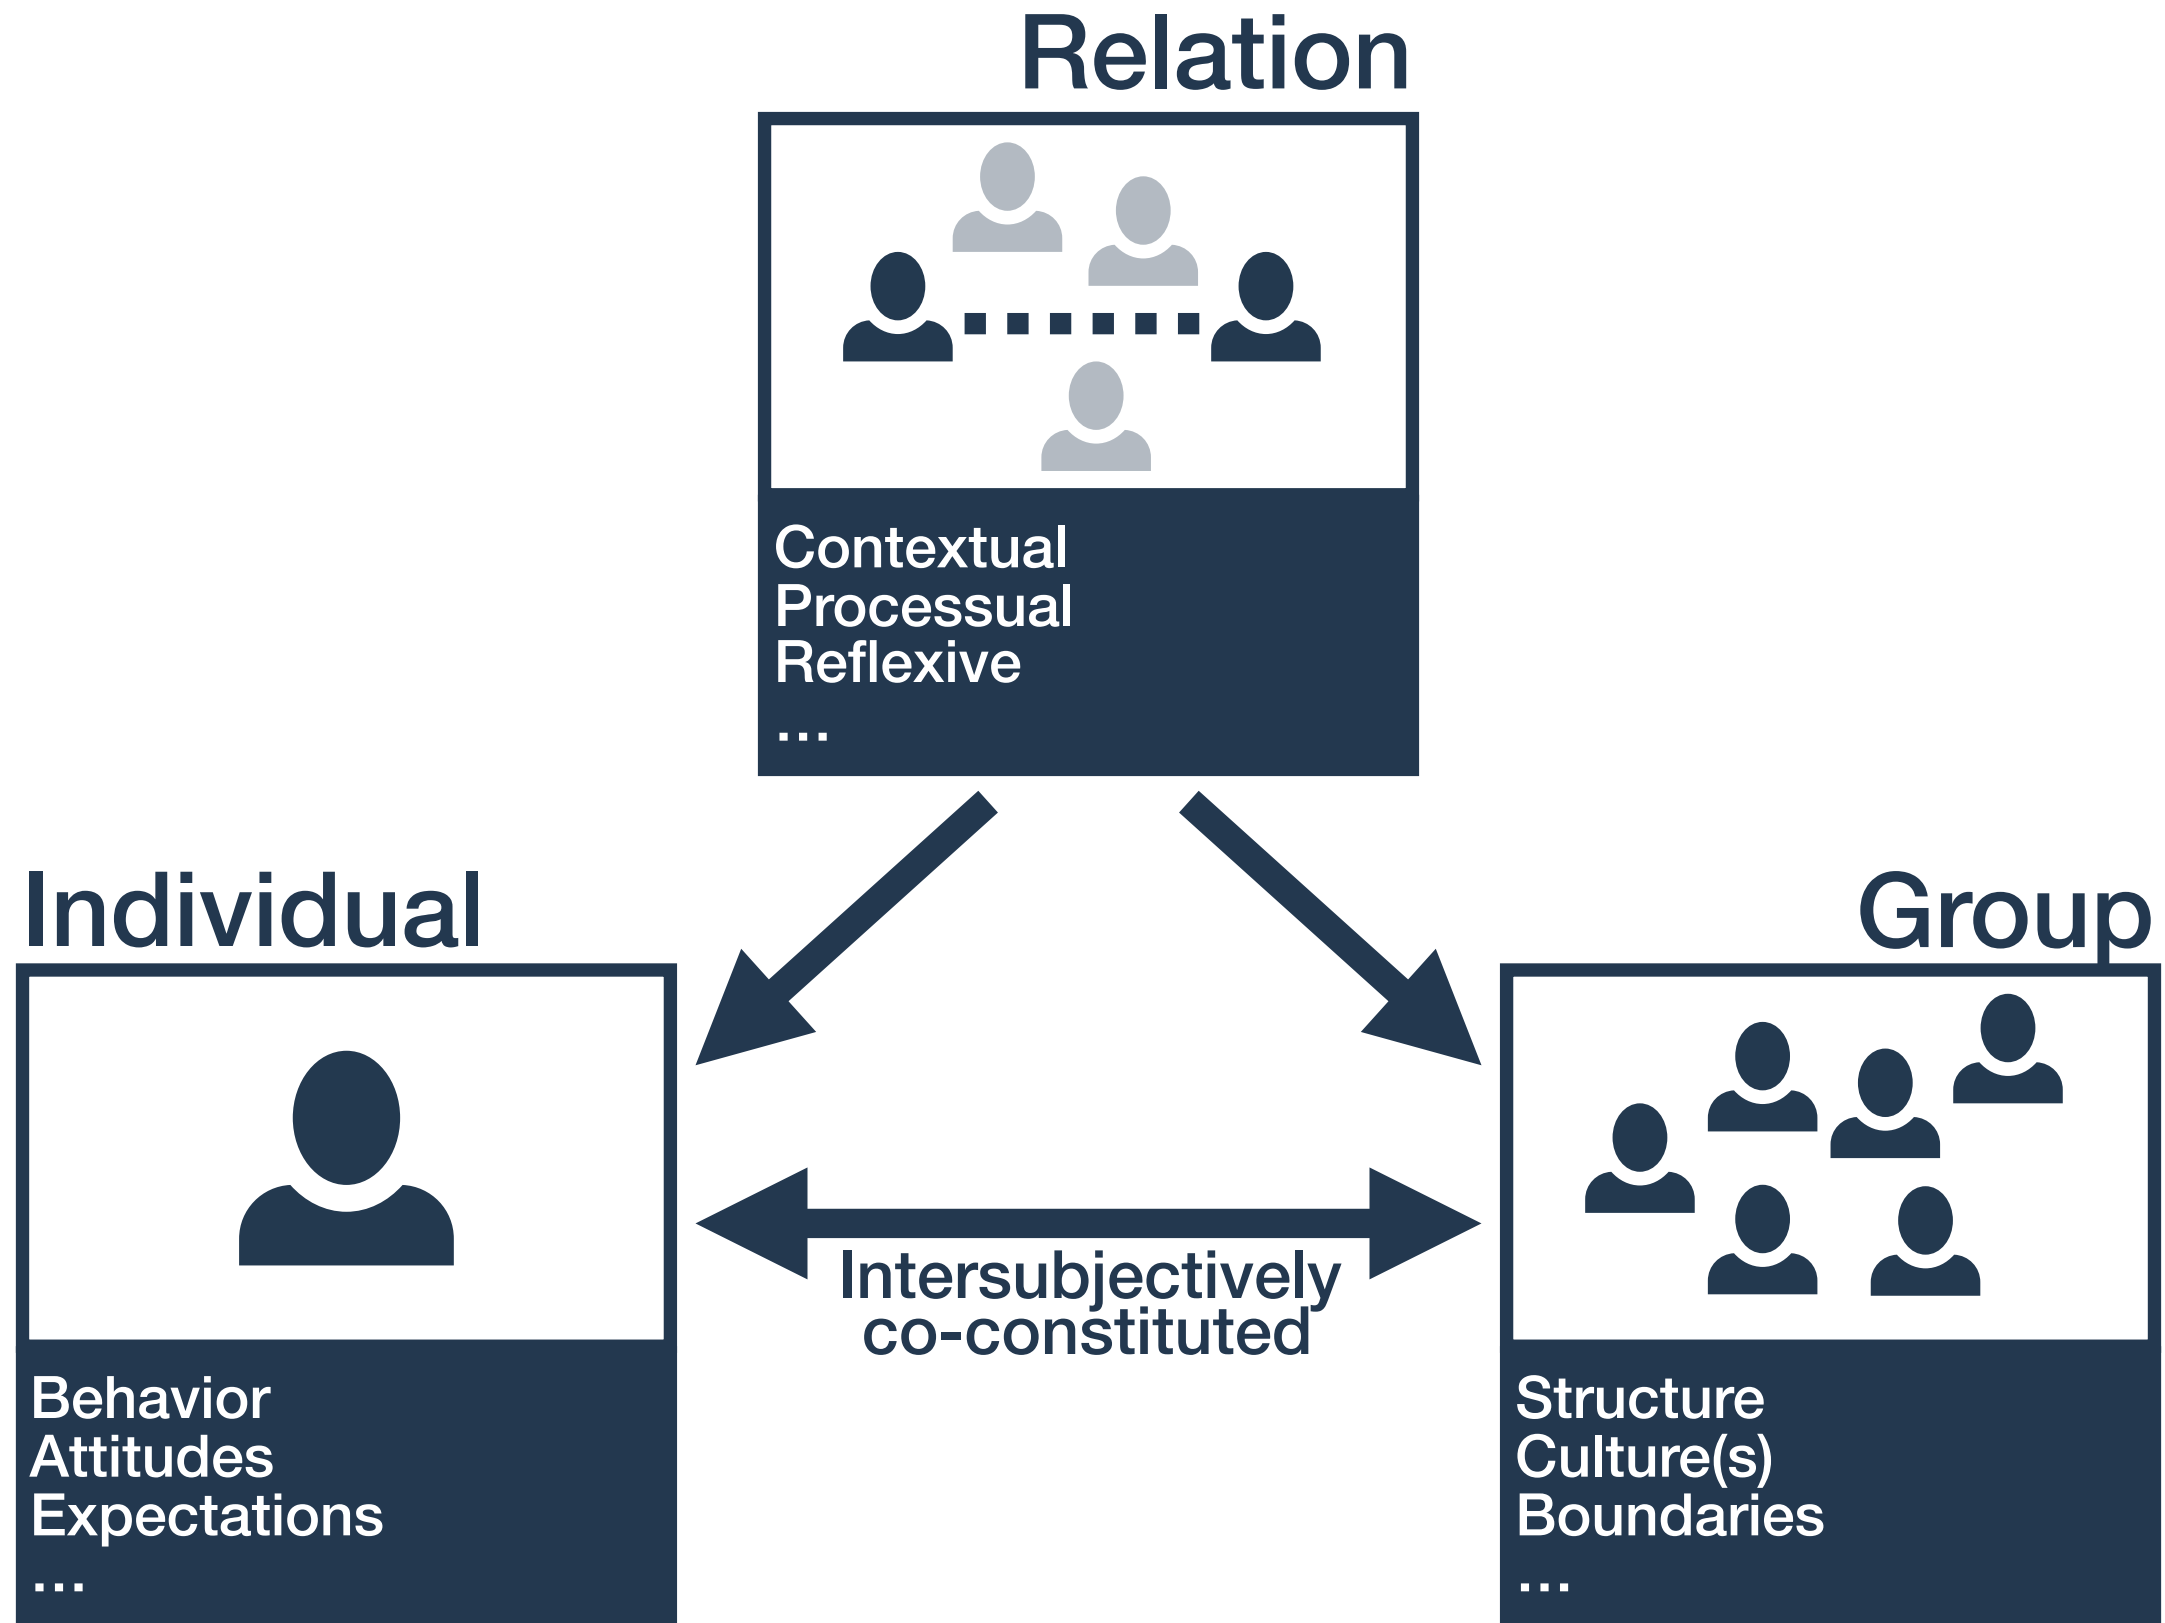 Relation
Contextual
Processual
Reflexive
...
Individual
Behavior
Attitudes
Expectations
...
Intersubjectively
co-constituted
Group
Structure
Culture(s)
Boundaries
...